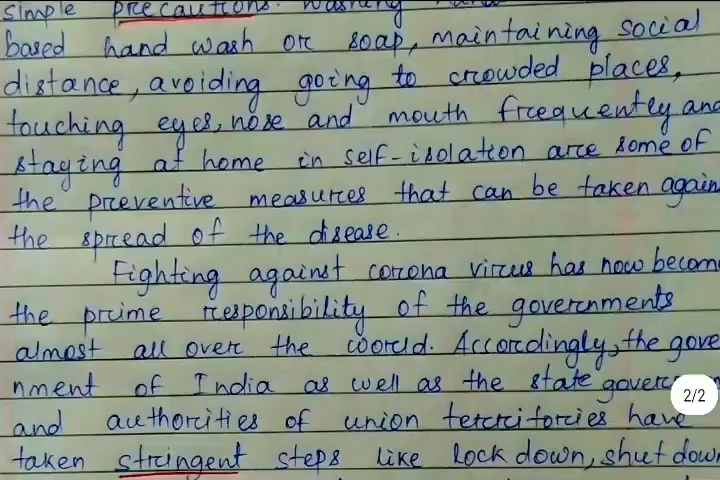 simple precautions. washing hand
based hand wash or soap, maintaining social
distance, avoiding going to crowded places,
touching eyes, nose and mouth frequently and
staying at home in self-isolation are some of
the preventive measures that can be taken again
the spread of the disease.
Fighting against corona virus has now becom
the prime responsibility of the governments
almost all over the world. Accordingly, the gove
nment of India as well as the state govern
2/2
and authorities of union territories have
taken stringent steps like lock down, shut down